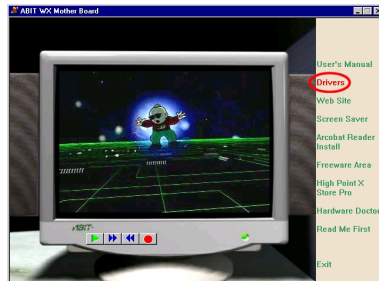 ABIT WX Mother Board
User's Manual
Drivers
Web Site
Screen Saver
Arcobat Reader
Install
Freeware Area
High Point X
Store Pro
Hardware Doctor
Read Me First
ABIT
Exit